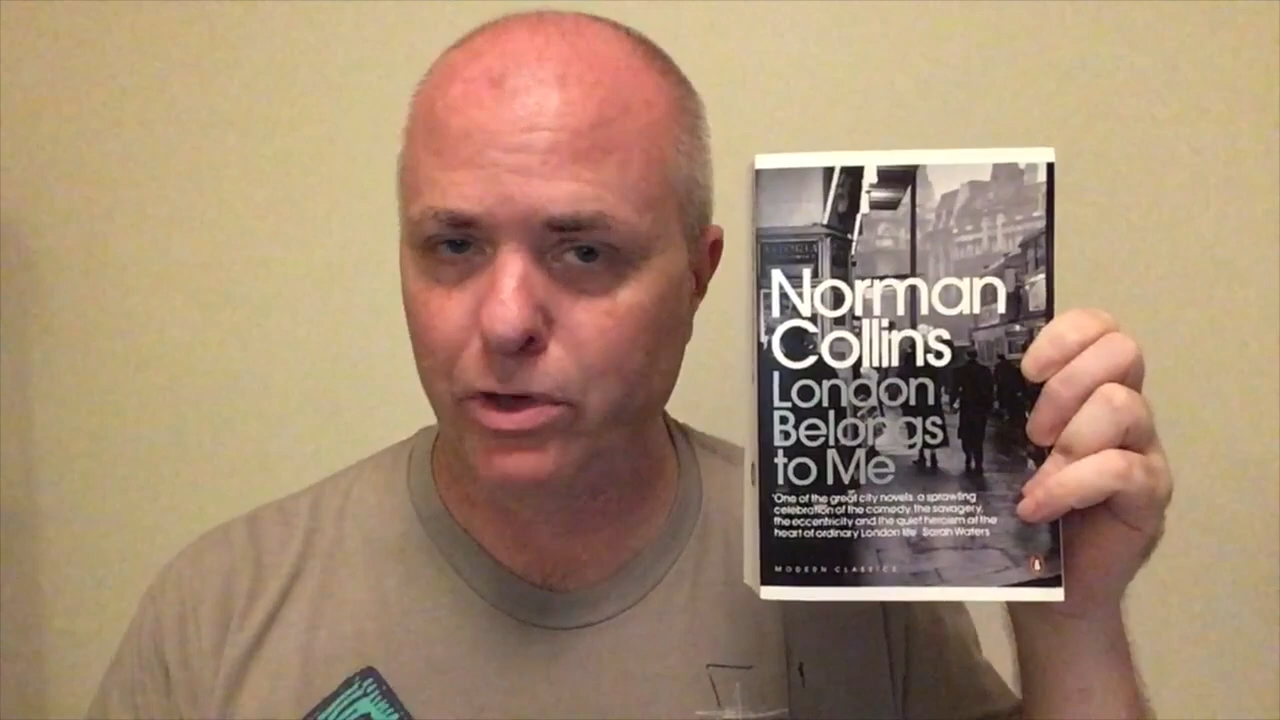 Norman
Collins
London
Belongs
to Me
'One of the great city novels: a sprawling
celebration of the comedy, the savagery,
the eccentricity and the quiet heroism at the
heart of ordinary London life' Sarah Waters
MODERN CLASSICS